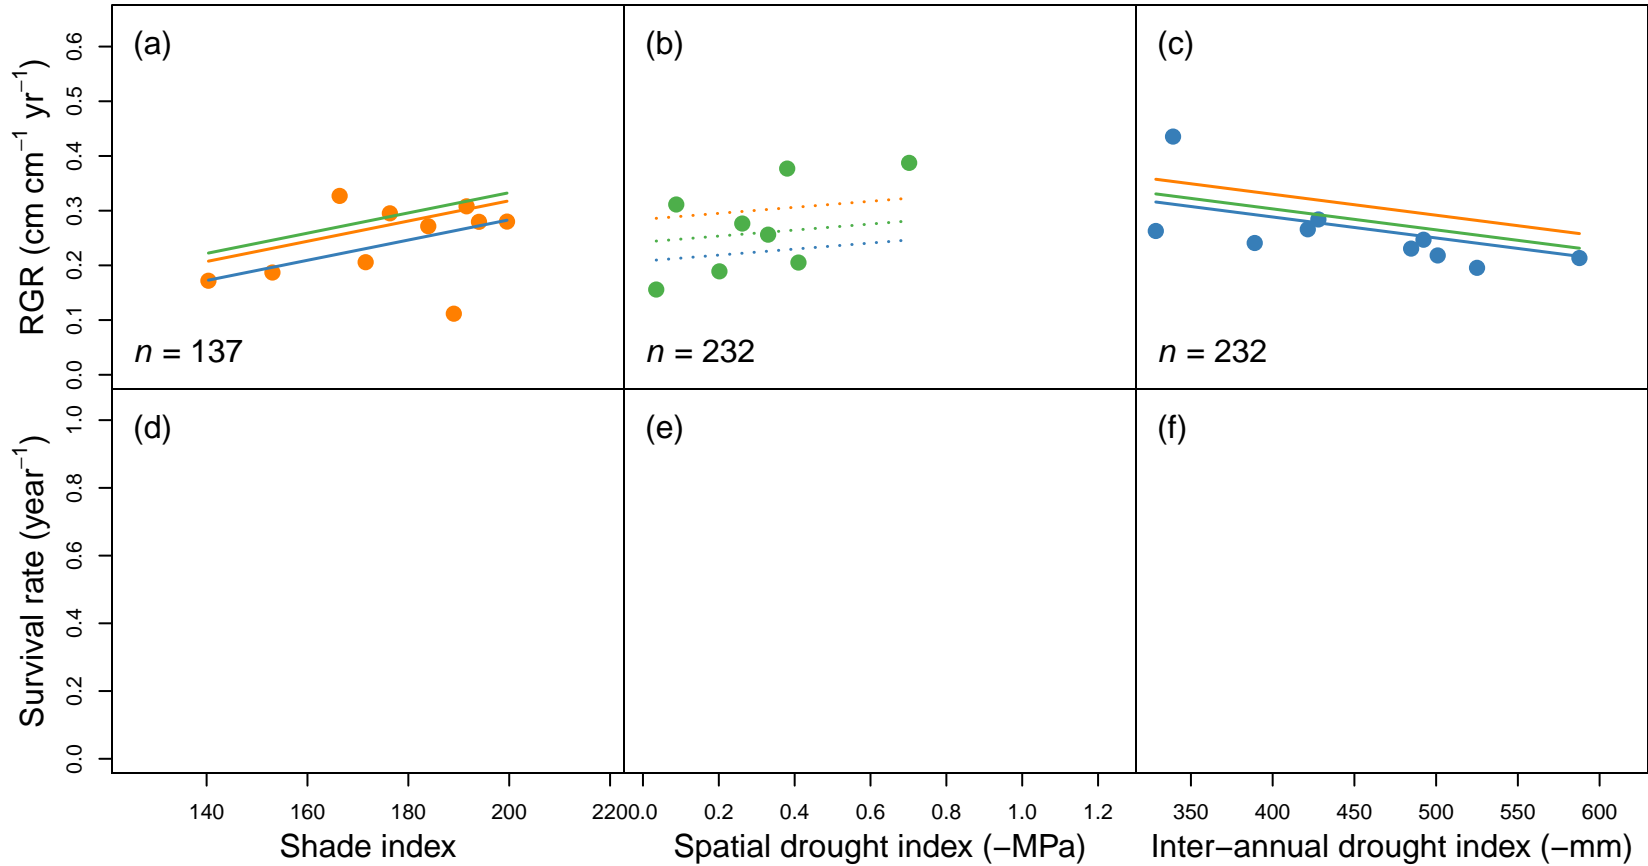 (a)
(b)
(c)
RGR (cm cm⁻¹ yr⁻¹)
0.6
0.5
0.4
0.3
0.2
0.1
0.0
n = 137
n = 232
n = 232
(d)
(e)
(f)
Survival rate (year⁻¹)
1.0
0.8
0.6
0.4
0.2
0.0
140 160 180 200 220
0.0 0.2 0.4 0.6 0.8 1.0 1.2
350 400 450 500 550 600
Shade index
Spatial drought index (−MPa)
Inter−annual drought index (−mm)